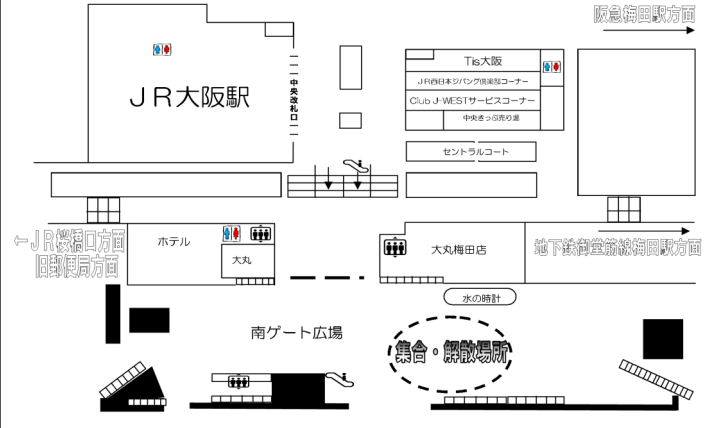 阪急梅田駅方面
Tis大阪
JR西日本ジパング倶楽部コーナー
JR大阪駅
中央改札口
Club J-WESTサービスコーナー
中央きっぷ売り場
セントラルコート
←JR桜橋口方面
旧郵便局方面
ホテル
大丸
大丸梅田店
地下鉄御堂筋線梅田駅方面
水の時計
南ゲート広場
集合・解散場所